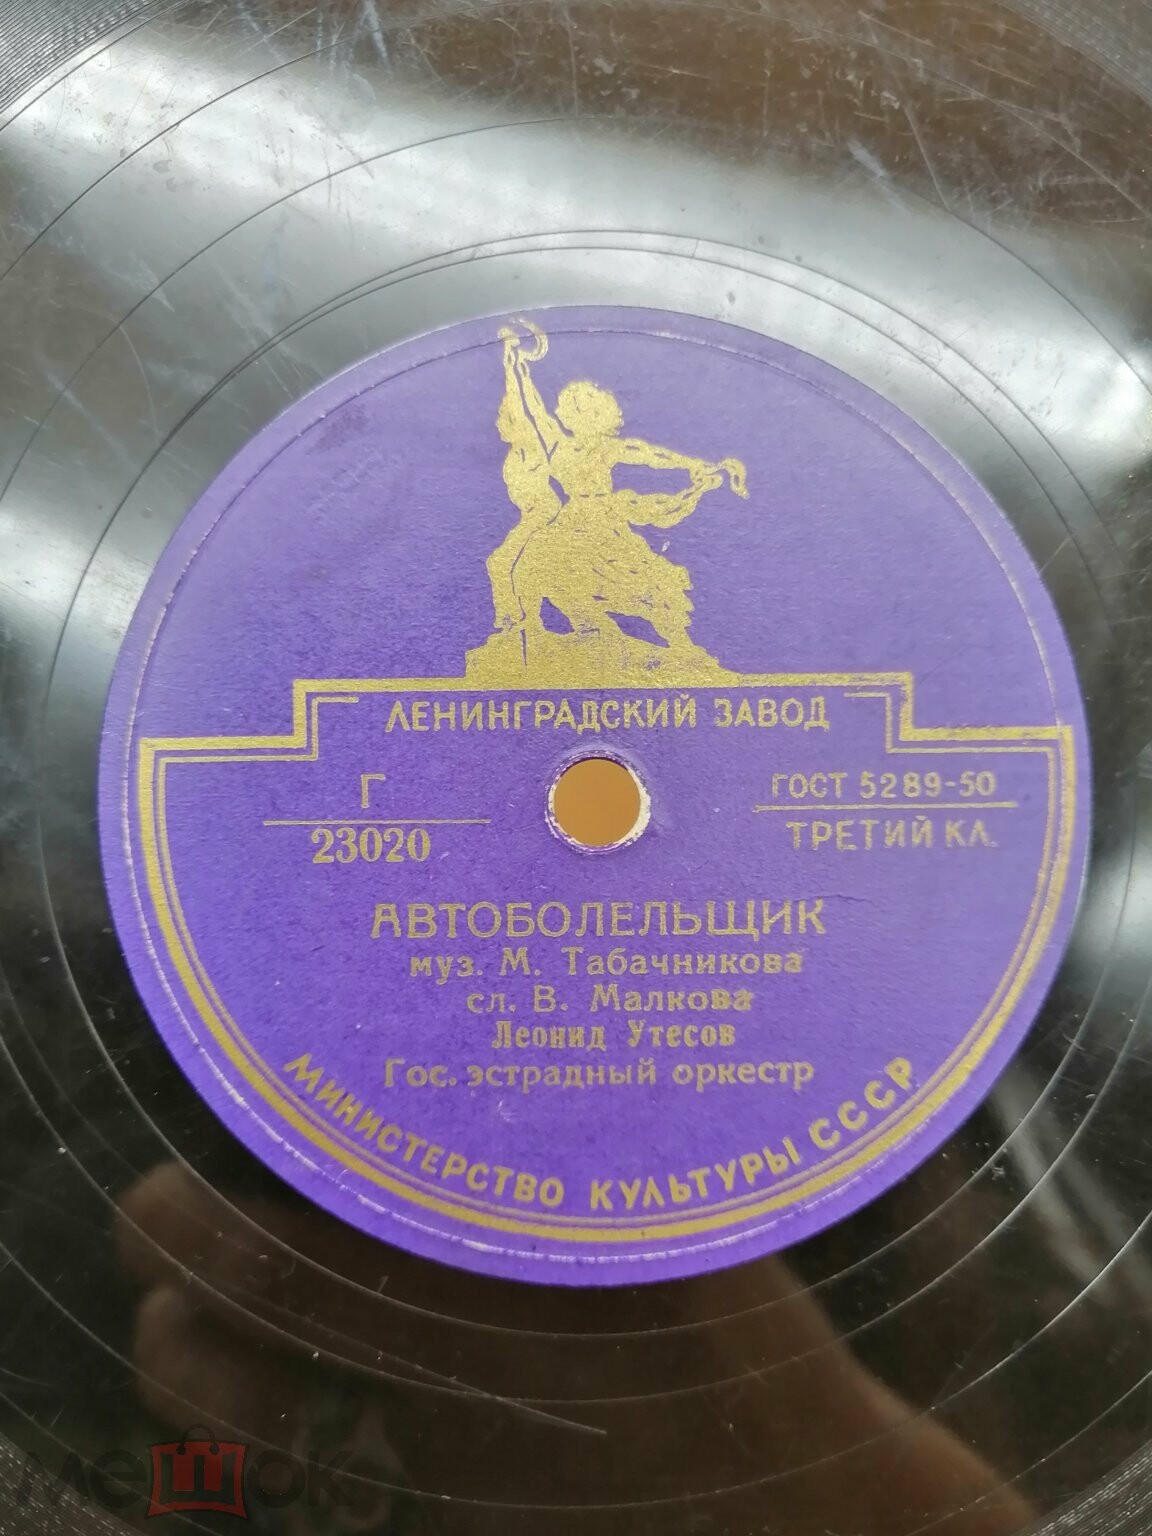 ЛЕНИНГРАДСКИЙ ЗАВОД
Г
23020
ГОСТ 5289-50
ТРЕТИЙ КЛ.
АВТОБОЛЕЛЬЩИК
муз. М. Табачникова
сл. В. Малкова
Леонид Утесов
Гос. эстрадный оркестр
МИНИСТЕРСТВО КУЛЬТУРЫ СССР
мешок